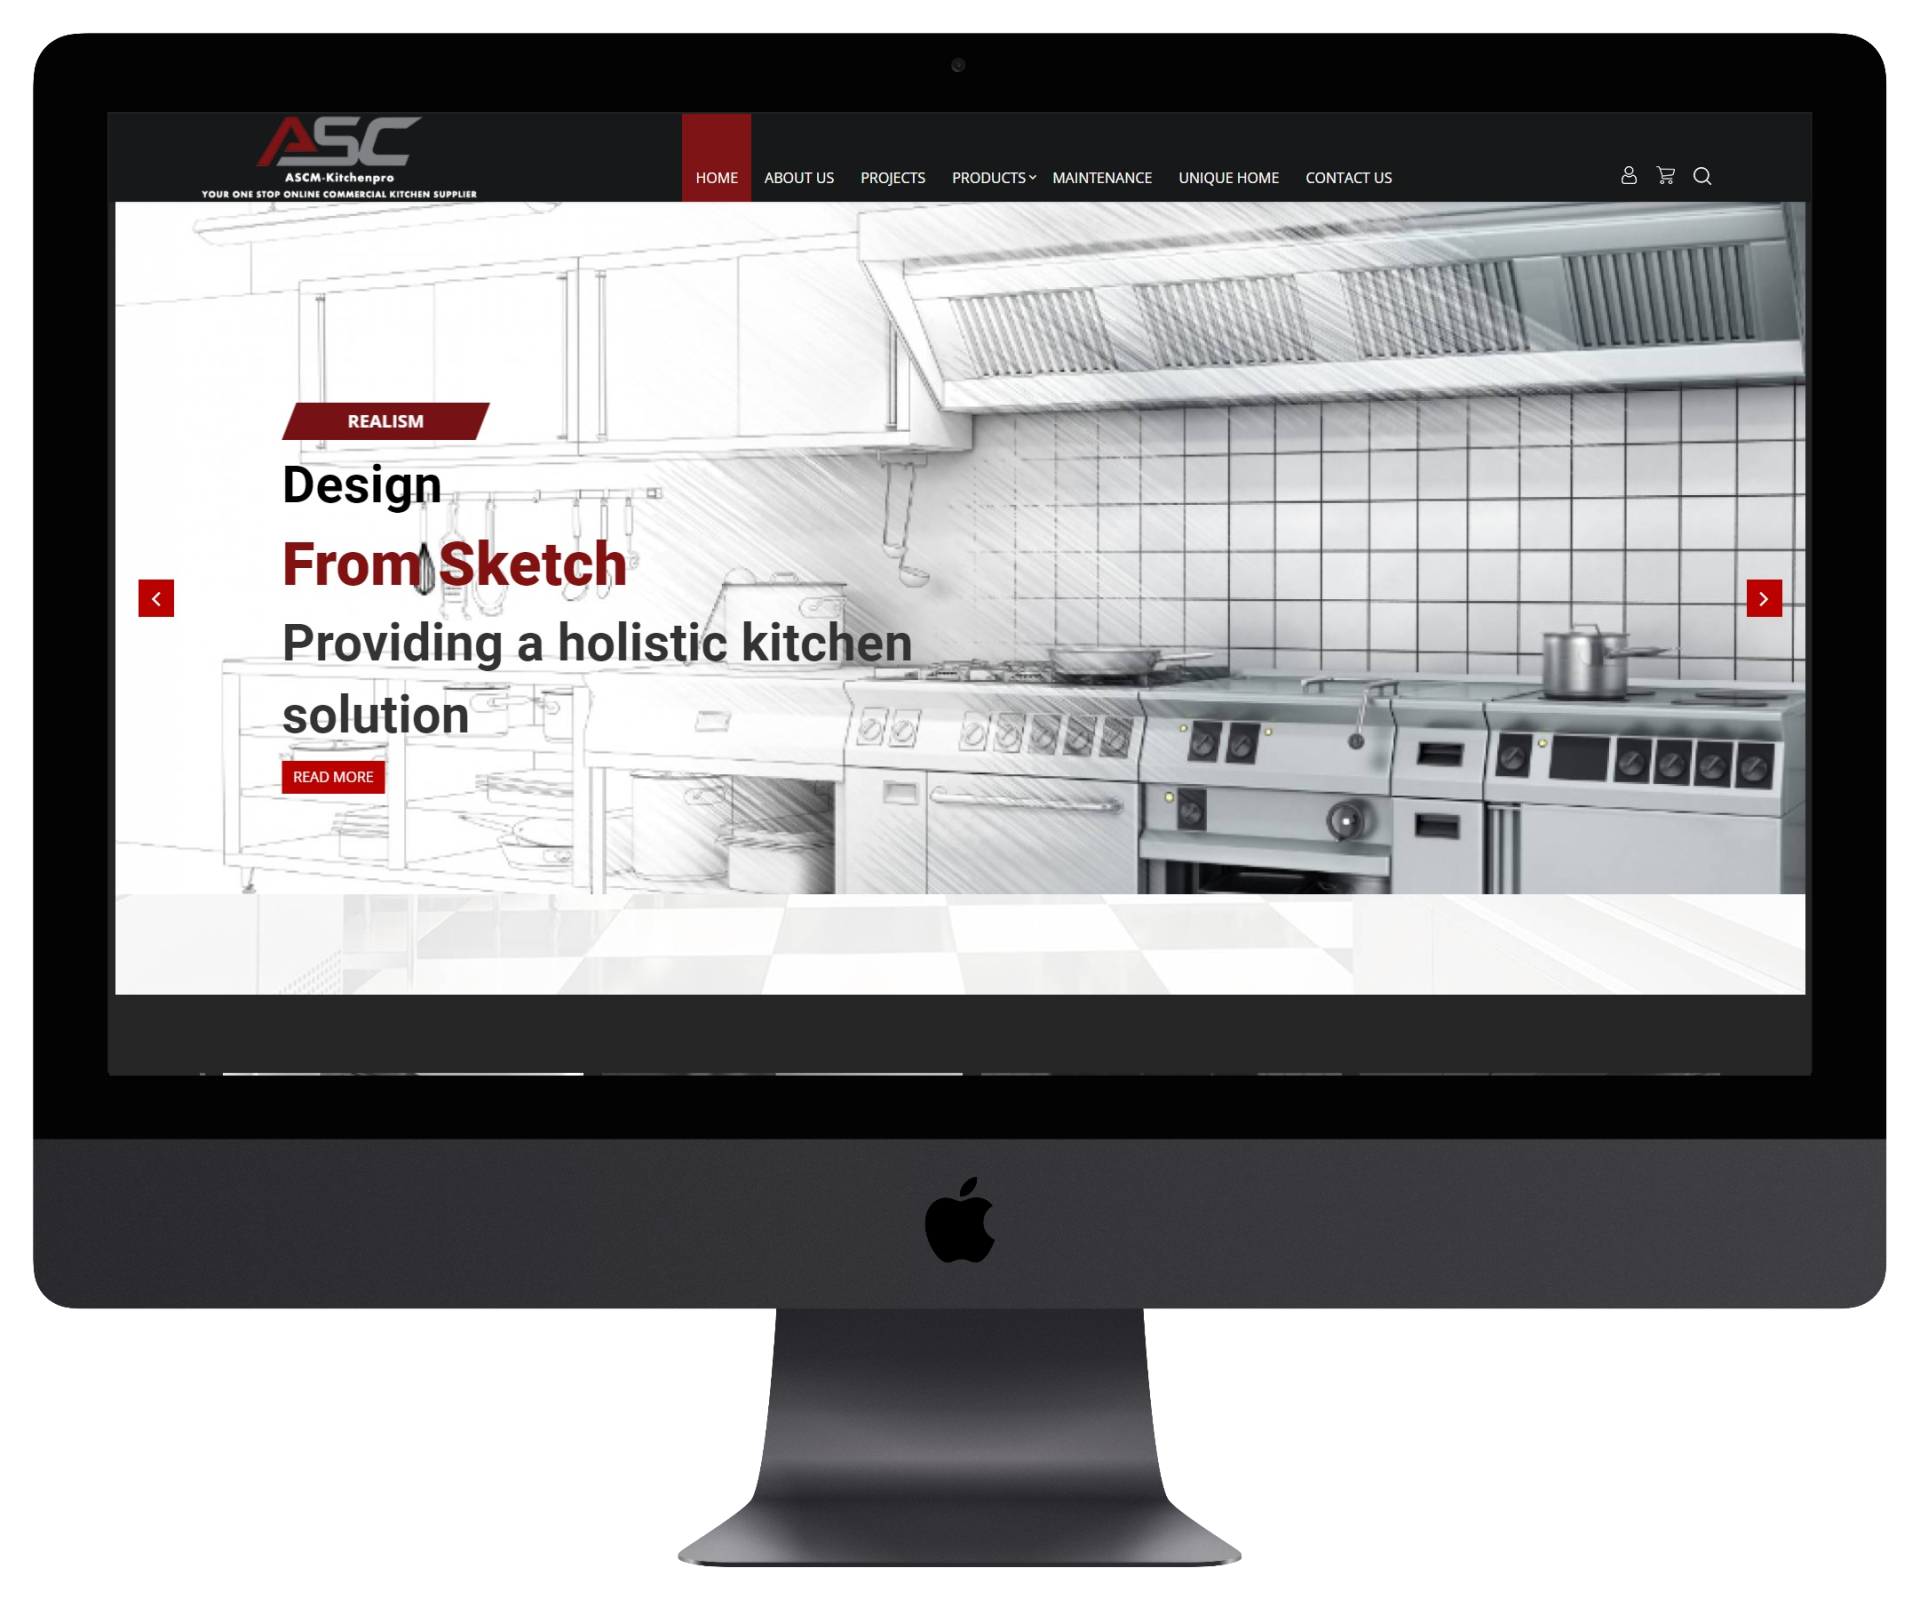 ASC
ASCM-Kitchenpro
YOUR ONE STOP ONLINE COMMERCIAL KITCHEN SUPPLIER
HOME ABOUT US PROJECTS PRODUCTS MAINTENANCE UNIQUE HOME CONTACT US
REALISM
Design
From Sketch
Providing a holistic kitchen
solution
READ MORE